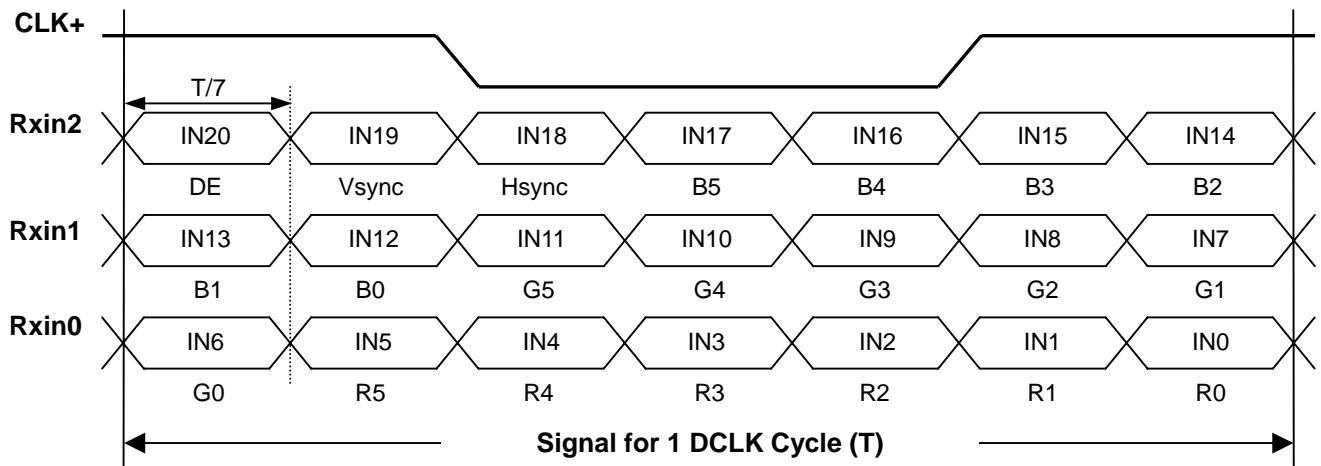 CLK+
T/7
Rxin2 IN20 IN19 IN18 IN17 IN16 IN15 IN14
DE Vsync Hsync B5 B4 B3 B2
Rxin1 IN13 IN12 IN11 IN10 IN9 IN8 IN7
B1 B0 G5 G4 G3 G2 G1
Rxin0 IN6 IN5 IN4 IN3 IN2 IN1 IN0
G0 R5 R4 R3 R2 R1 R0
Signal for 1 DCLK Cycle (T)